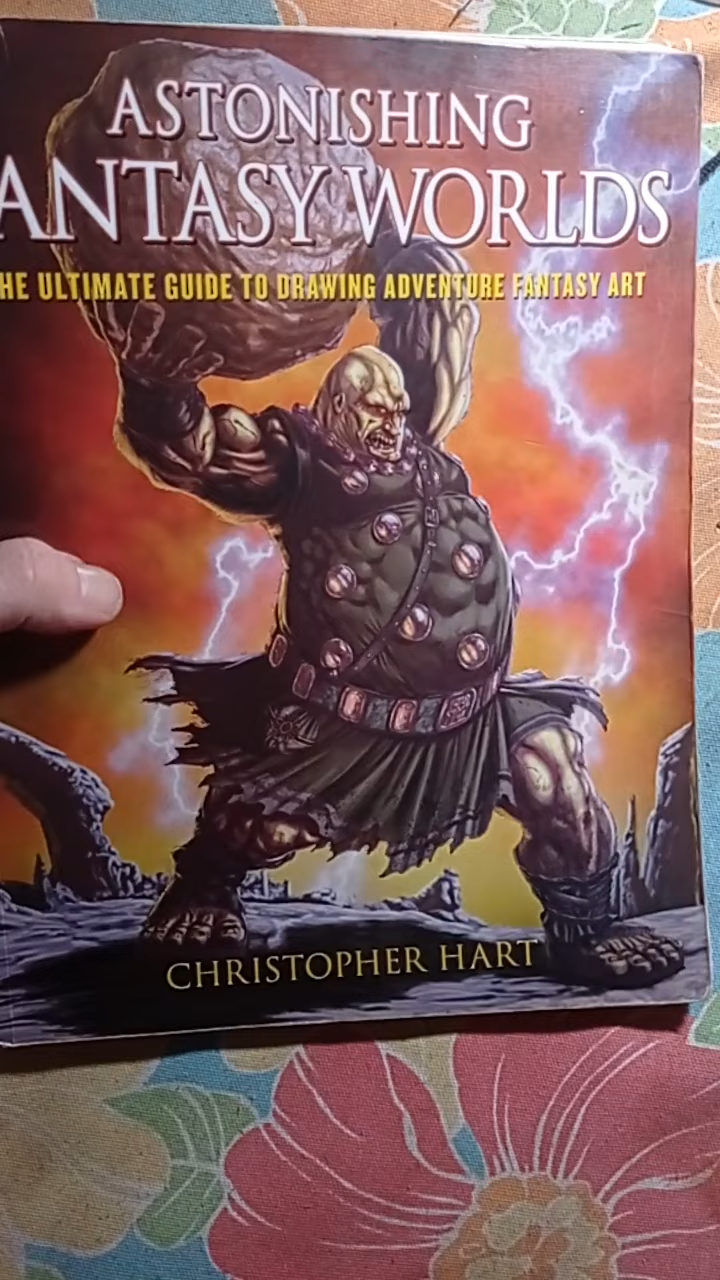 ASTONISHING
ANTASY WORLDS
HE ULTIMATE GUIDE TO DRAWING ADVENTURE FANTASY ART
CHRISTOPHER HART